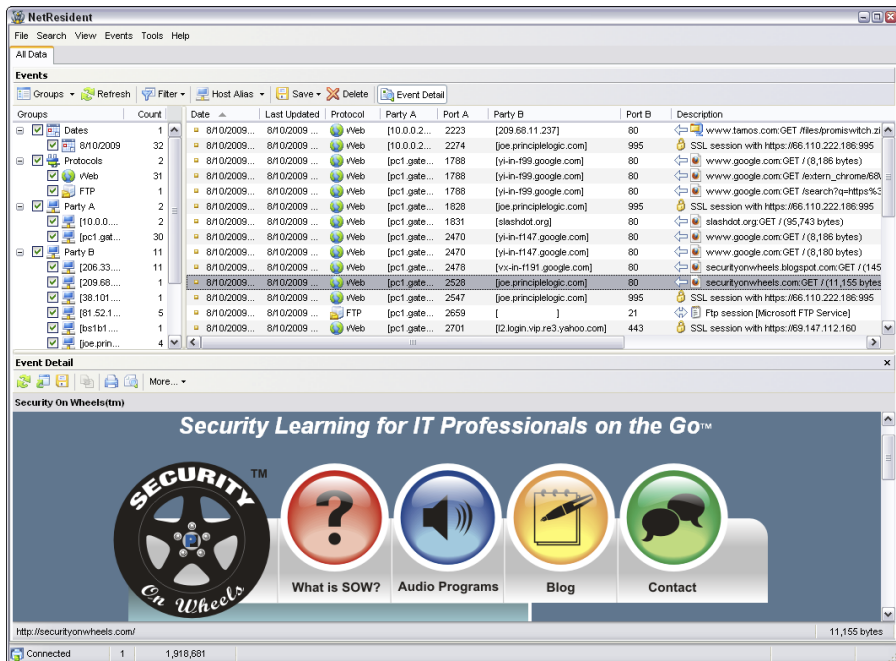 NetResident
File Search View Events Tools Help
All Data
Events
Groups Refresh Filter Host Alias Save Delete Event Detail
Groups Count
Dates 1
8/10/2009 32
Protocols 2
Web 31
FTP 1
Party A 2
[10.0.0.... 2
[pc1.gat... 30
Party B 11
[206.33.... 11
[209.68.... 1
[38.101.... 1
[81.52.1... 5
[bs1b1.... 1
[joe.prin... 4
Date Last Updated Protocol Party A Port A Party B Port B Description
8/10/2009... 8/10/2009 ... Web [10.0.0.2... 2223 [209.68.11.237] 80 www.tamos.com:GET /files/promiswitch.zi
8/10/2009... 8/10/2009 ... Web [10.0.0.2... 2274 [joe.principlelogic.com] 995 SSL session with https://66.110.222.186:995
8/10/2009... 8/10/2009 ... Web [pc1.gate... 1788 [yi-in-f99.google.com] 80 www.google.com:GET / (8,186 bytes)
8/10/2009... 8/10/2009 ... Web [pc1.gate... 1788 [yi-in-f99.google.com] 80 www.google.com:GET /extern_chrome/68
8/10/2009... 8/10/2009 ... Web [pc1.gate... 1788 [yi-in-f99.google.com] 80 www.google.com:GET /search?q=https%3
8/10/2009... 8/10/2009 ... Web [pc1.gate... 1828 [joe.principlelogic.com] 995 SSL session with https://66.110.222.186:995
8/10/2009... 8/10/2009 ... Web [pc1.gate... 1831 [slashdot.org] 80 slashdot.org:GET / (95,743 bytes)
8/10/2009... 8/10/2009 ... Web [pc1.gate... 2470 [yi-in-f147.google.com] 80 www.google.com:GET / (8,186 bytes)
8/10/2009... 8/10/2009 ... Web [pc1.gate... 2470 [yi-in-f147.google.com] 80 www.google.com:GET / (8,180 bytes)
8/10/2009... 8/10/2009 ... Web [pc1.gate... 2478 [vx-in-f191.google.com] 80 securityonwheels.blogspot.com:GET / (145
8/10/2009... 8/10/2009 ... Web [pc1.gate... 2528 [joe.principlelogic.com] 80 securityonwheels.com:GET / (11,155 bytes
8/10/2009... 8/10/2009 ... Web [pc1.gate... 2547 [joe.principlelogic.com] 995 SSL session with https://66.110.222.186:995
8/10/2009... 8/10/2009 ... FTP [pc1.gate... 2659 [ ] 21 Ftp session [Microsoft FTP Service]
8/10/2009... 8/10/2009 ... Web [pc1.gate... 2701 [l2.login.vip.re3.yahoo.com] 443 SSL session with https://69.147.112.160
Event Detail
More...
Security On Wheels(tm)
Security Learning for IT Professionals on the Go™
SECURITY ™
On Wheels
What is SOW? Audio Programs Blog Contact
http://securityonwheels.com/ 11,155 bytes
Connected 1 1,918,681